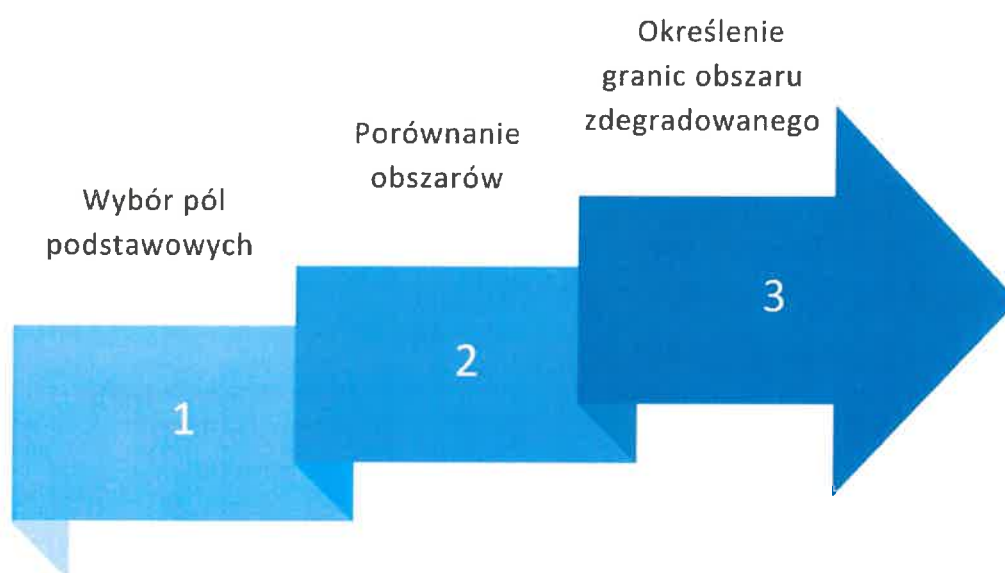 Wybór pól
podstawowych
1
Porównanie
obszarów
2
Określenie
granic obszaru
zdegradowanego
3